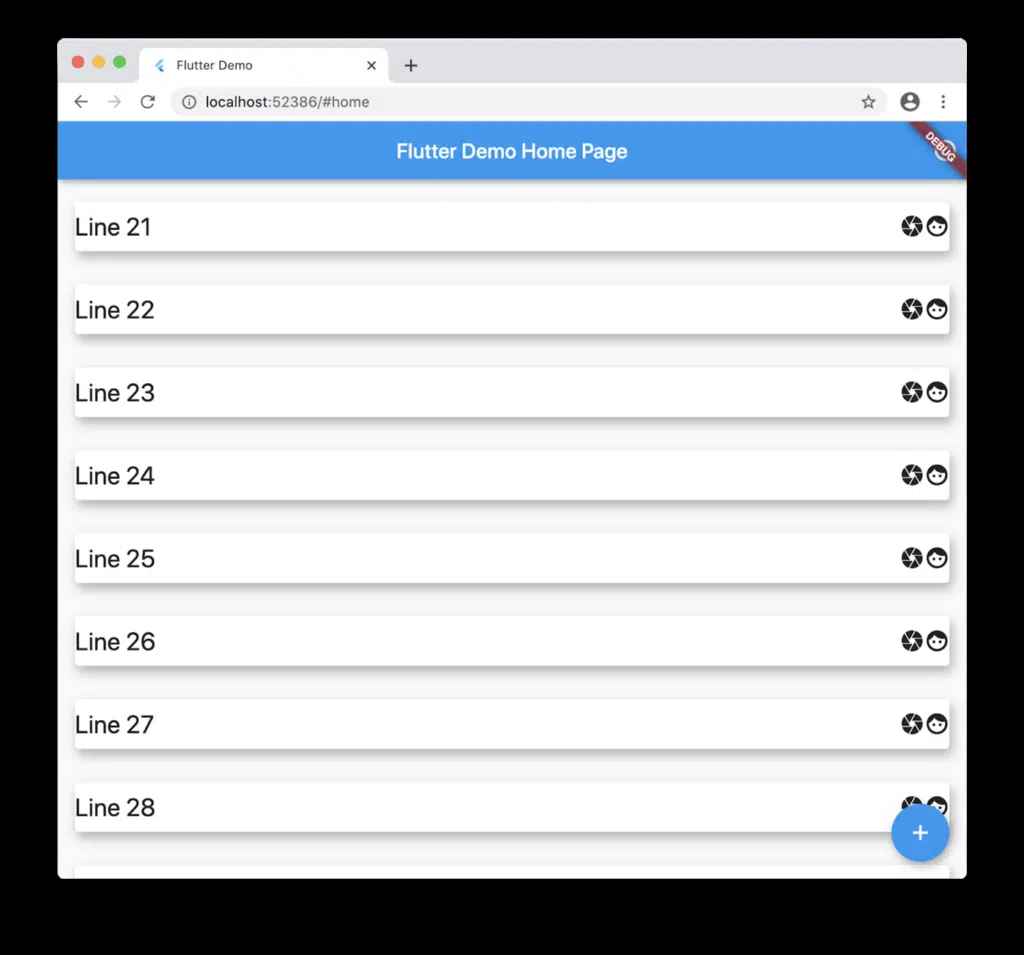 Flutter Demo
localhost:52386/#home
Flutter Demo Home Page
DEBUG
Line 21
Line 22
Line 23
Line 24
Line 25
Line 26
Line 27
Line 28